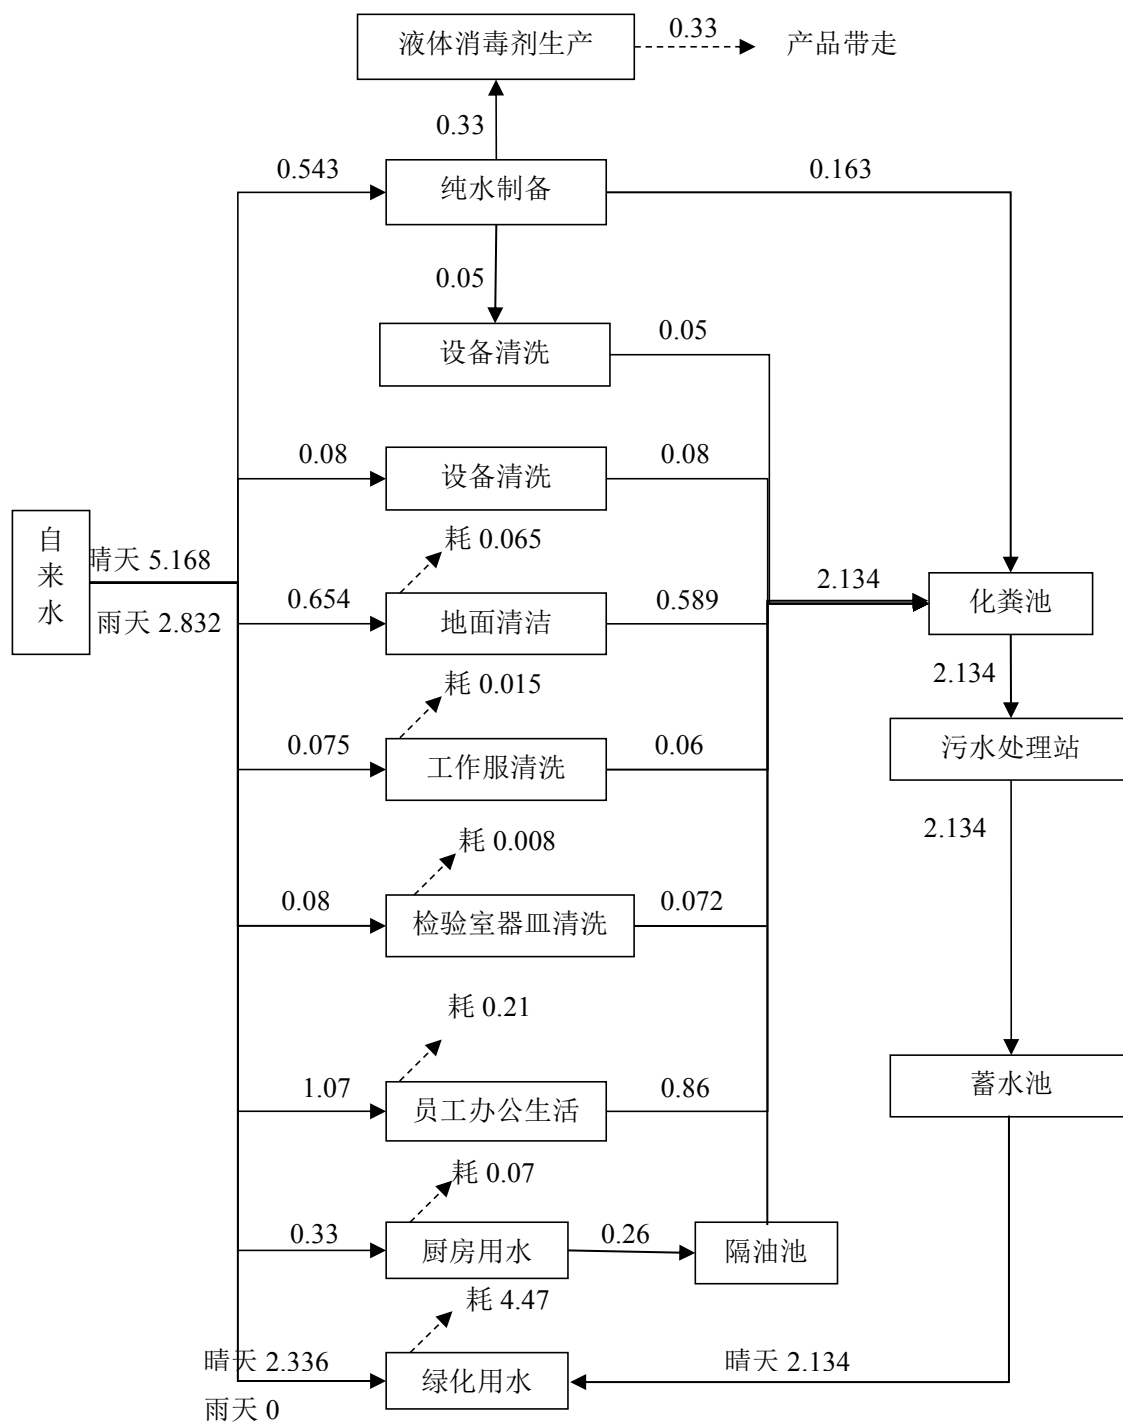 液体消毒剂生产
0.33
产品带走
0.33
0.543
纯水制备
0.163
0.05
设备清洗
0.05
0.08
设备清洗
0.08
自
来
水
晴天 5.168
雨天 2.832
耗 0.065
0.654
地面清洁
0.589
2.134
化粪池
耗 0.015
0.075
工作服清洗
0.06
2.134
污水处理站
2.134
耗 0.008
0.08
检验室器皿清洗
0.072
耗 0.21
1.07
员工办公生活
0.86
蓄水池
耗 0.07
0.33
厨房用水
0.26
隔油池
耗 4.47
晴天 2.336
雨天 0
绿化用水
晴天 2.134